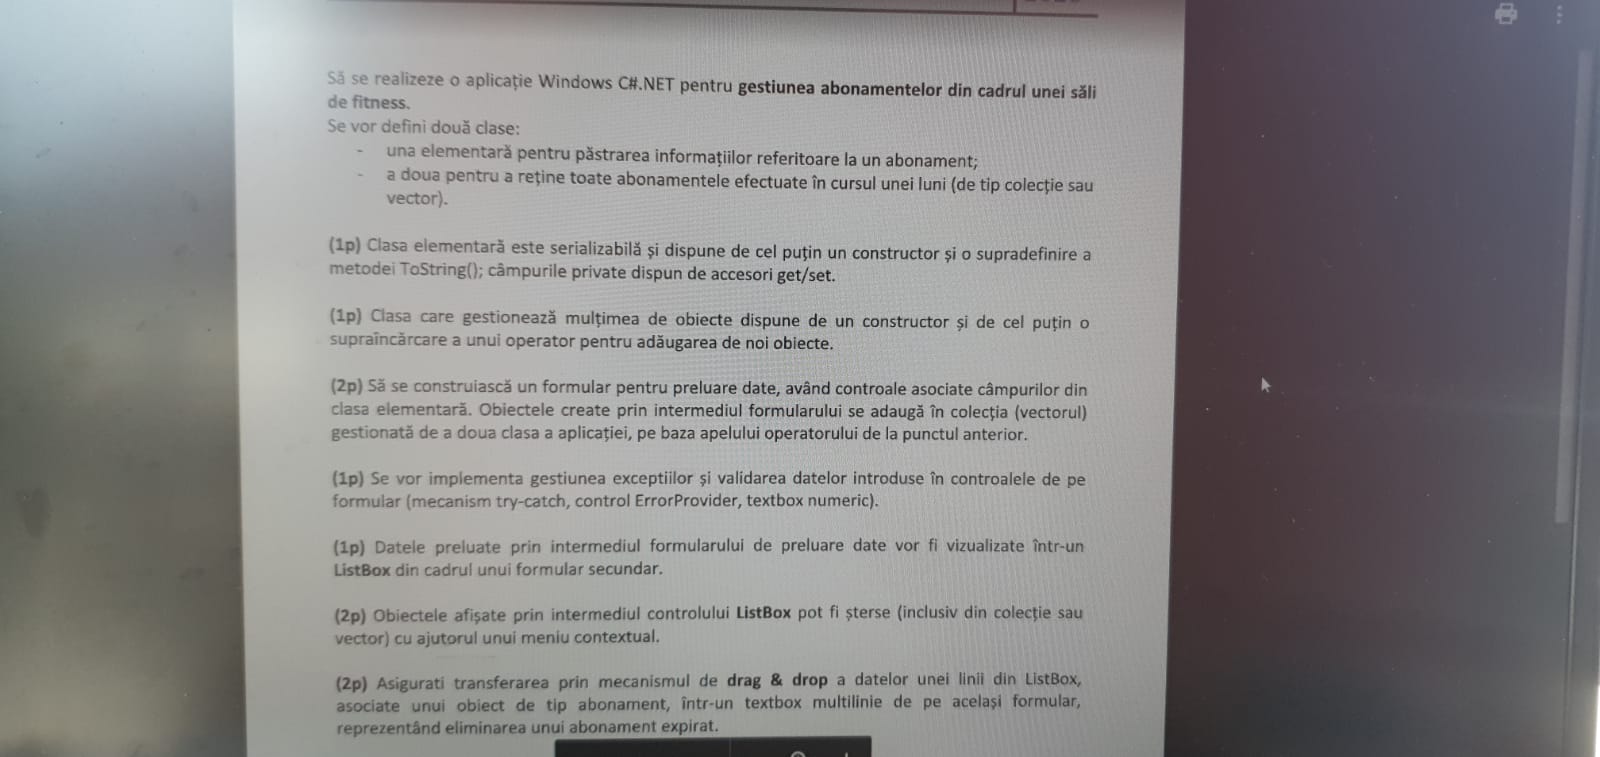 Să se realizeze o aplicație Windows C#.NET pentru gestiunea abonamentelor din cadrul unei săli
de fitness.
Se vor defini două clase:
- una elementară pentru păstrarea informațiilor referitoare la un abonament;
- a doua pentru a reține toate abonamentele efectuate în cursul unei luni (de tip colecție sau
vector).
(1p) Clasa elementară este serializabilă și dispune de cel puțin un constructor și o supradefinire a
metodei ToString(); câmpurile private dispun de accesori get/set.
(1p) Clasa care gestionează mulțimea de obiecte dispune de un constructor și de cel puțin o
supraîncărcare a unui operator pentru adăugarea de noi obiecte.
(2p) Să se construiască un formular pentru preluare date, având controale asociate câmpurilor din
clasa elementară. Obiectele create prin intermediul formularului se adaugă în colecția (vectorul)
gestionată de a doua clasa a aplicației, pe baza apelului operatorului de la punctul anterior.
(1p) Se vor implementa gestiunea exceptiilor și validarea datelor introduse în controalele de pe
formular (mecanism try-catch, control ErrorProvider, textbox numeric).
(1p) Datele preluate prin intermediul formularului de preluare date vor fi vizualizate într-un
ListBox din cadrul unui formular secundar.
(2p) Obiectele afișate prin intermediul controlului ListBox pot fi șterse (inclusiv din colecție sau
vector) cu ajutorul unui meniu contextual.
(2p) Asigurati transferarea prin mecanismul de drag & drop a datelor unei linii din ListBox,
asociate unui obiect de tip abonament, într-un textbox multilinie de pe același formular,
reprezentând eliminarea unui abonament expirat.